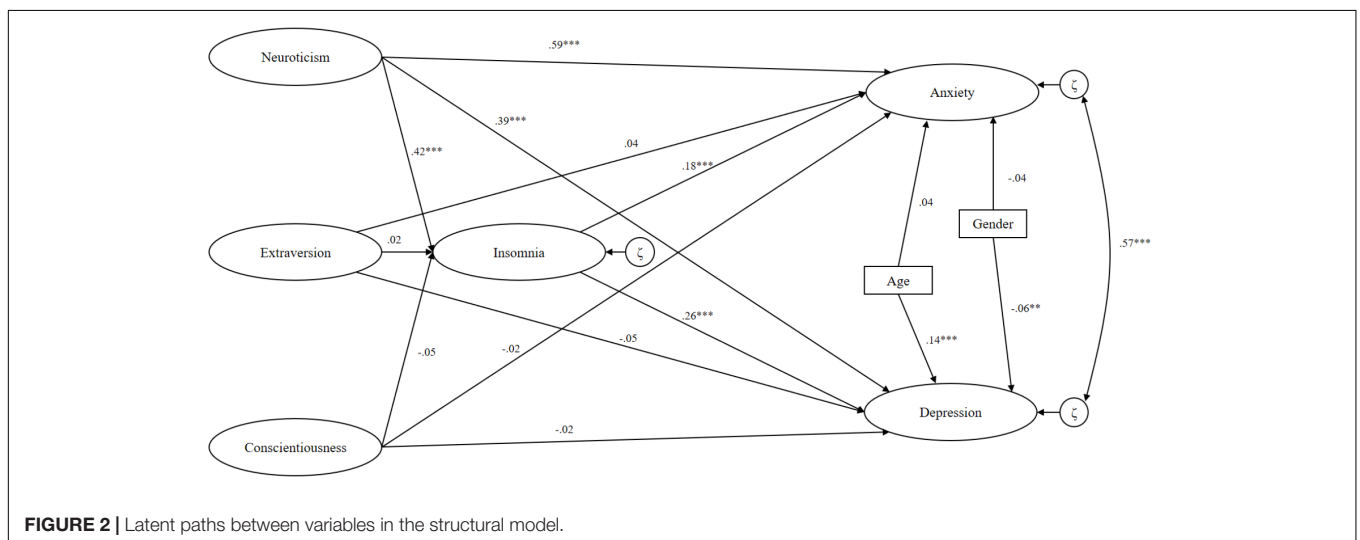 Neuroticism
.59***
Anxiety
ζ
.39***
.42***
.04
.18***
-.04
.04
Gender
Extraversion
.02
Insomnia
ζ
.57***
Age
.26***
-.06**
-.05
-.02
-.05
.14***
Depression
ζ
-.02
Conscientiousness
FIGURE 2 | Latent paths between variables in the structural model.